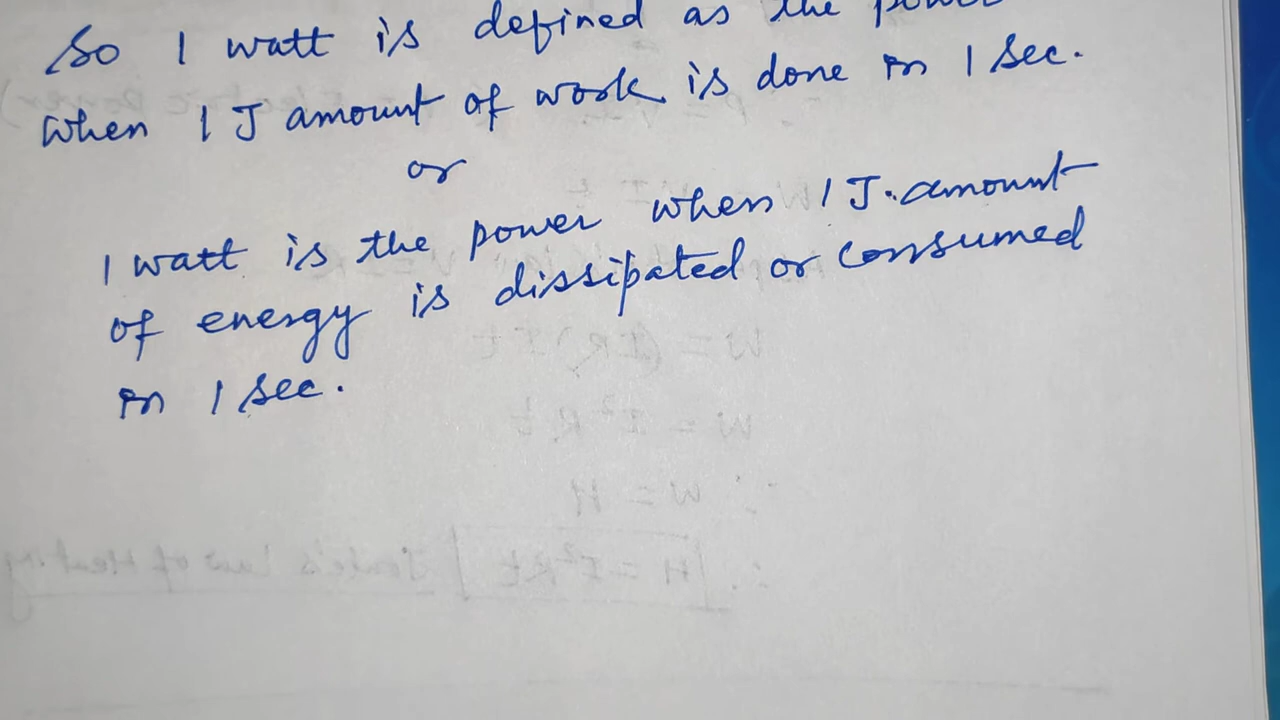 So 1 watt is defined as the power
when 1 J amount of work is done in 1 sec.
or
1 watt is the power when 1 J. amount
of energy is dissipated or consumed
in 1 sec.